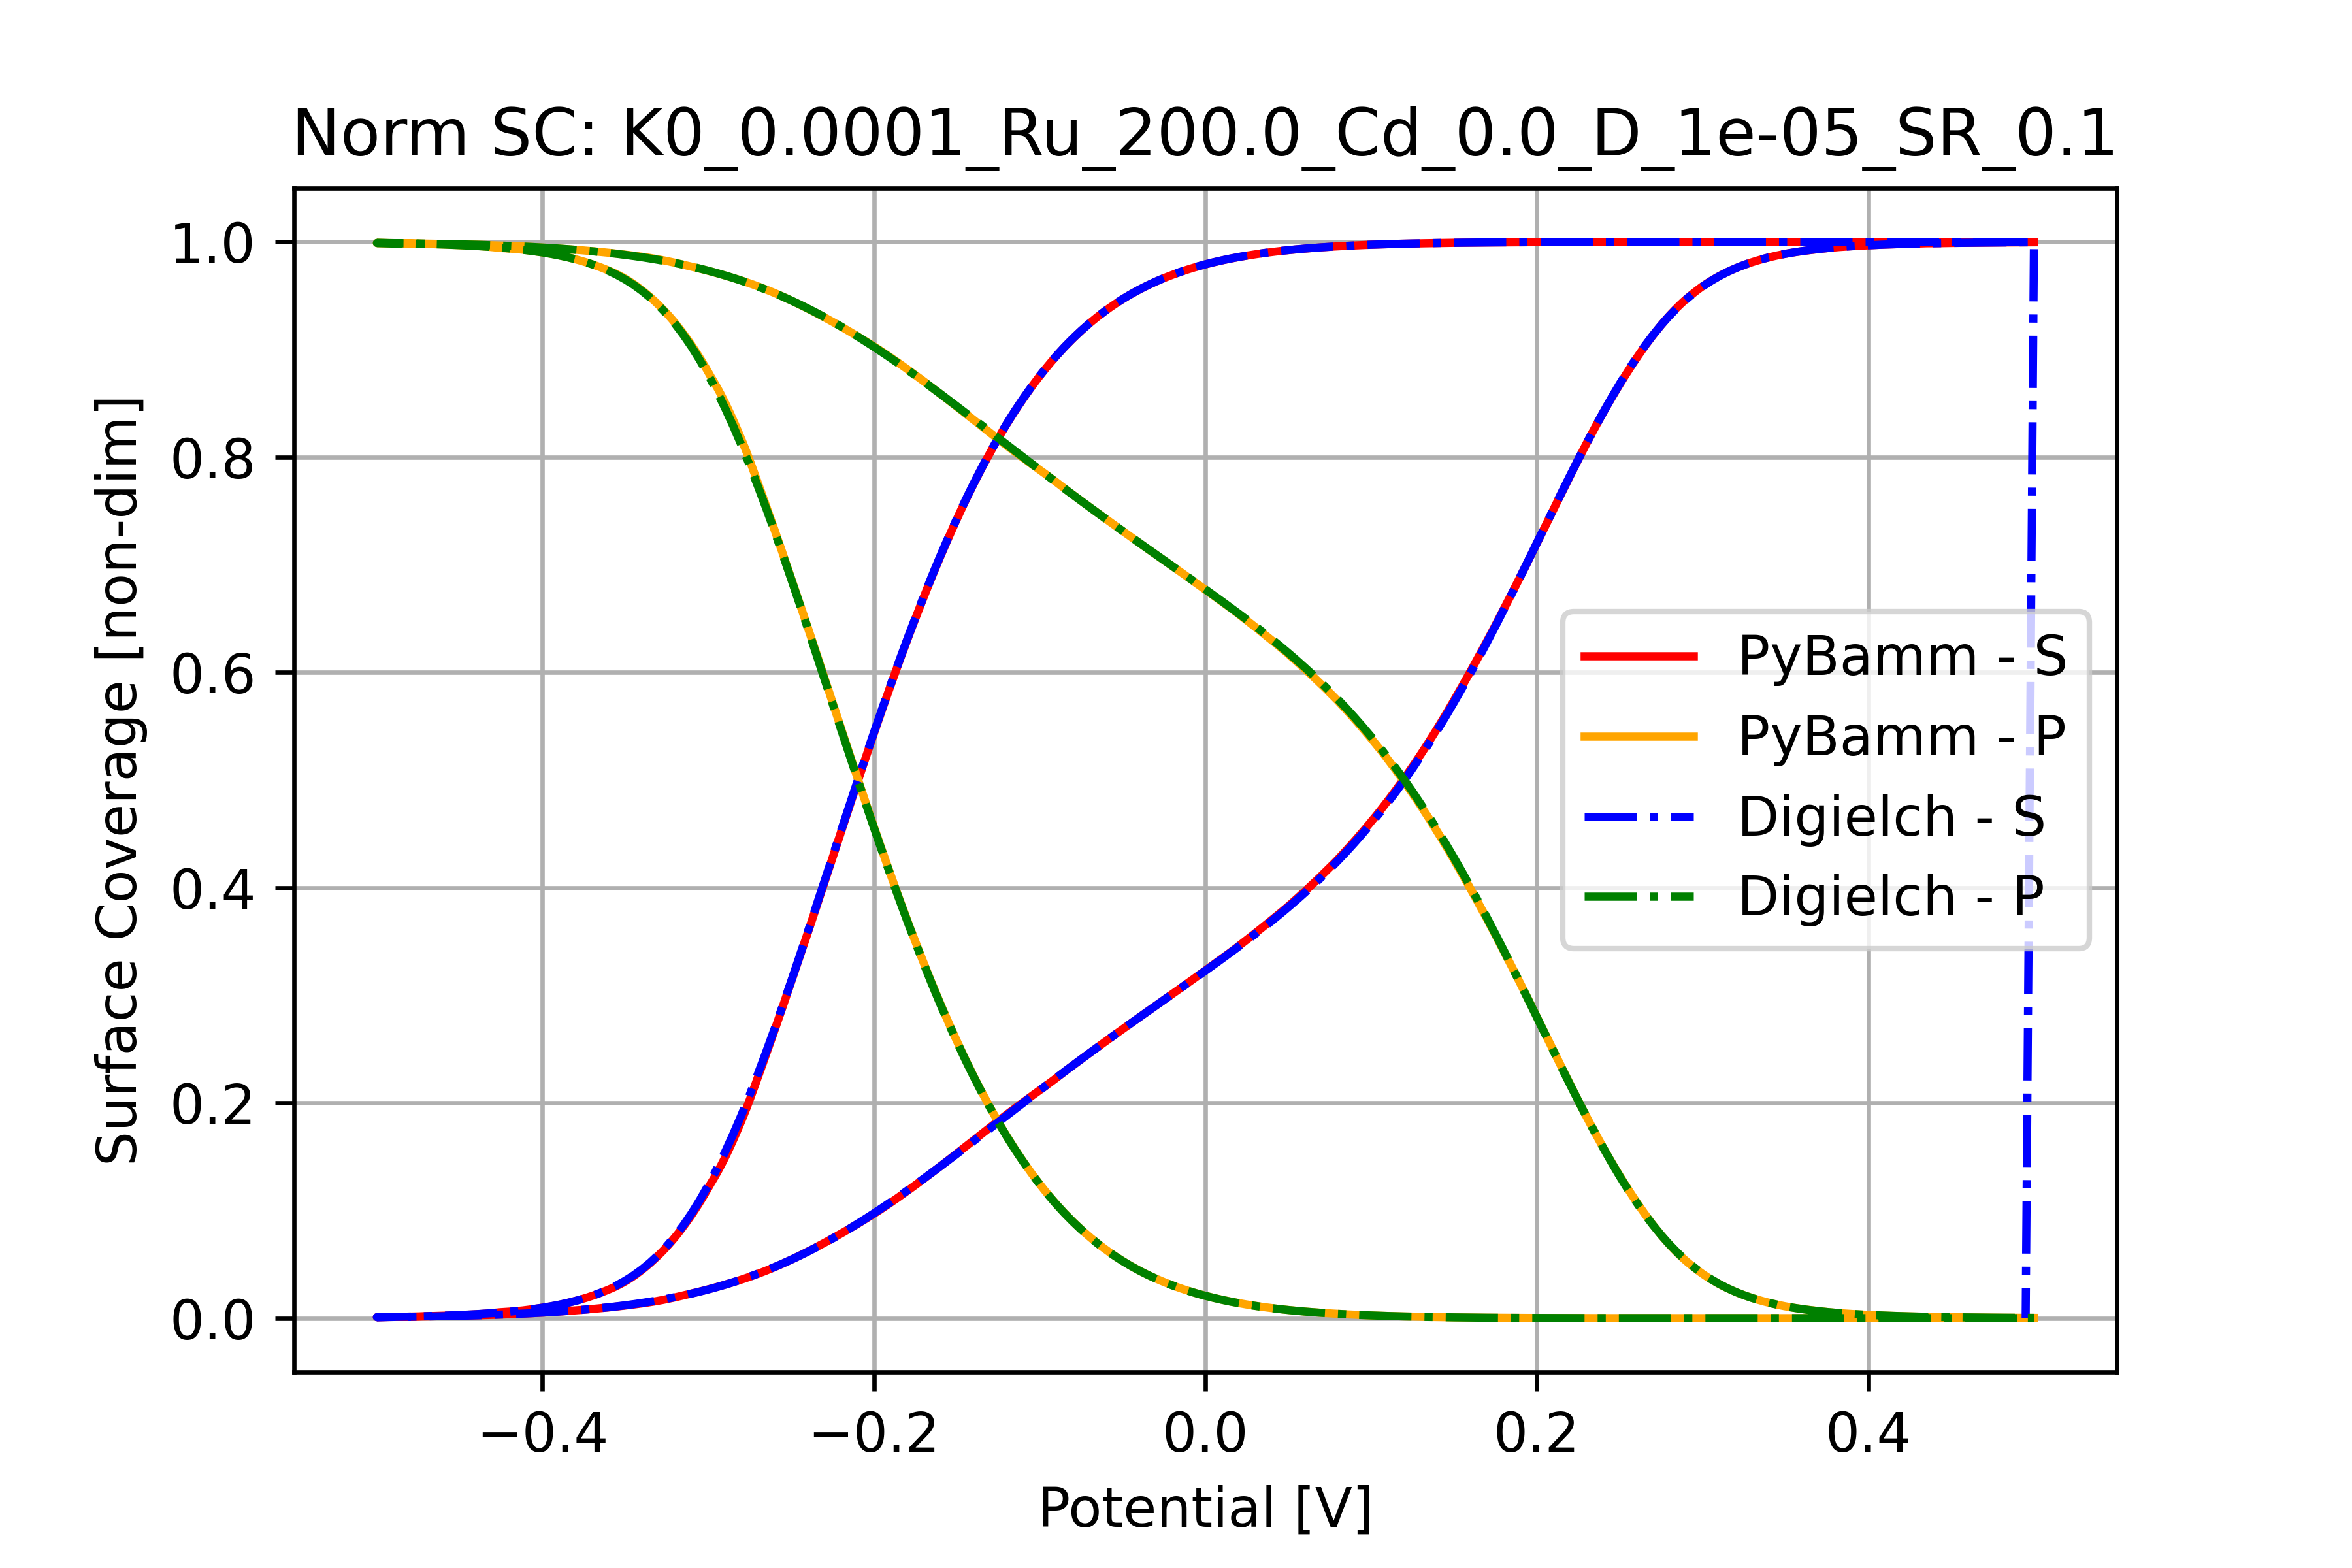 Norm SC: K0_0.0001_Ru_200.0_Cd_0.0_D_1e-05_SR_0.1
Surface Coverage [non-dim]
1.0
0.8
0.6
0.4
0.2
0.0
PyBamm - S
PyBamm - P
Digielch - S
Digielch - P
−0.4 −0.2 0.0 0.2 0.4
Potential [V]